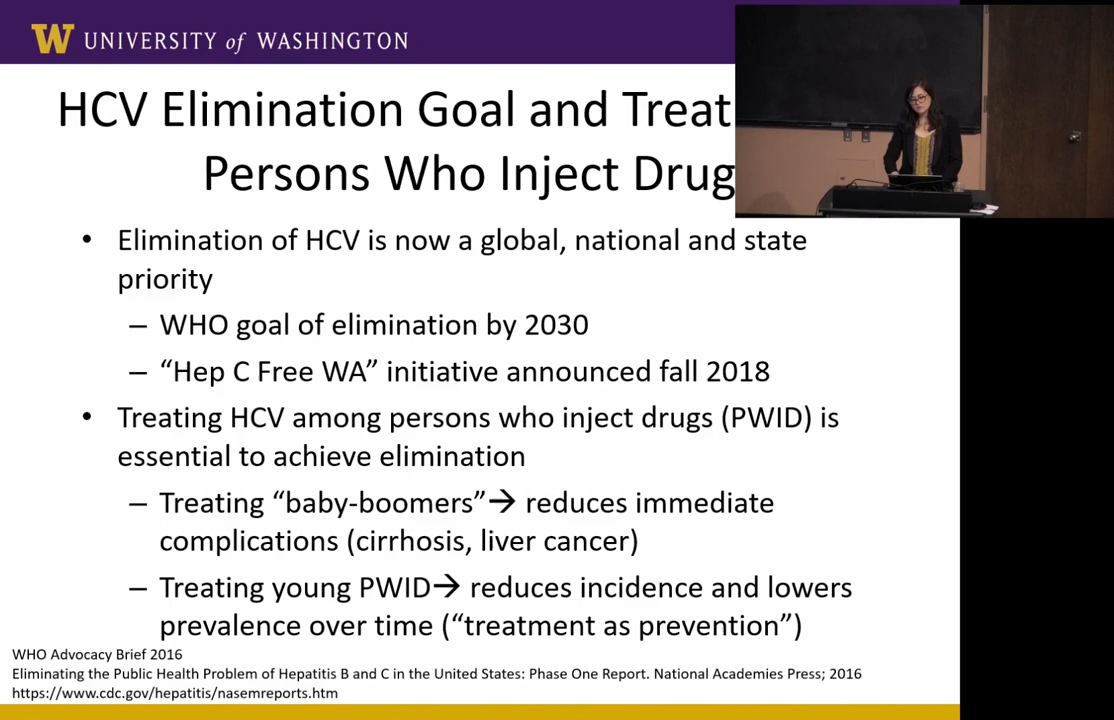 W UNIVERSITY of WASHINGTON
HCV Elimination Goal and Treat
Persons Who Inject Drug
• Elimination of HCV is now a global, national and state
priority
– WHO goal of elimination by 2030
– “Hep C Free WA” initiative announced fall 2018
• Treating HCV among persons who inject drugs (PWID) is
essential to achieve elimination
– Treating “baby-boomers”→ reduces immediate
complications (cirrhosis, liver cancer)
– Treating young PWID→ reduces incidence and lowers
prevalence over time (“treatment as prevention”)
WHO Advocacy Brief 2016
Eliminating the Public Health Problem of Hepatitis B and C in the United States: Phase One Report. National Academies Press; 2016
https://www.cdc.gov/hepatitis/nasemreports.htm